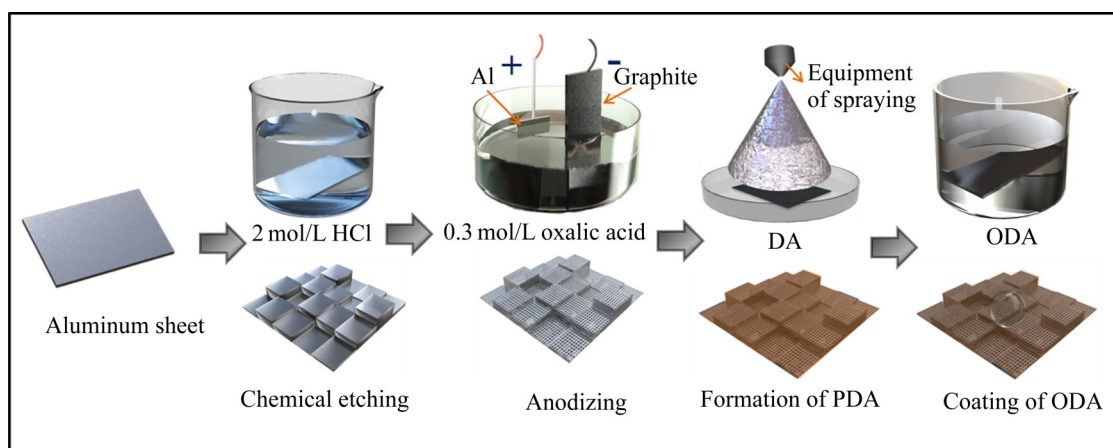 Al
+
-
Graphite
Equipment
of spraying
2 mol/L HCl
0.3 mol/L oxalic acid
DA
ODA
Aluminum sheet
Chemical etching
Anodizing
Formation of PDA
Coating of ODA